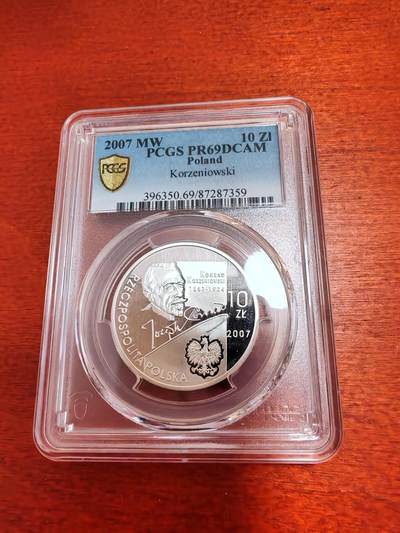 2007 MW 10 Zl
PCGS PR69DCAM
Poland
Korzeniowski
396350.69/87287359
PCGS
KONRAD
KORZENIOWSKI
1857-1924
10
ZŁ
2007
RZECZPOSPOLITA POLSKA